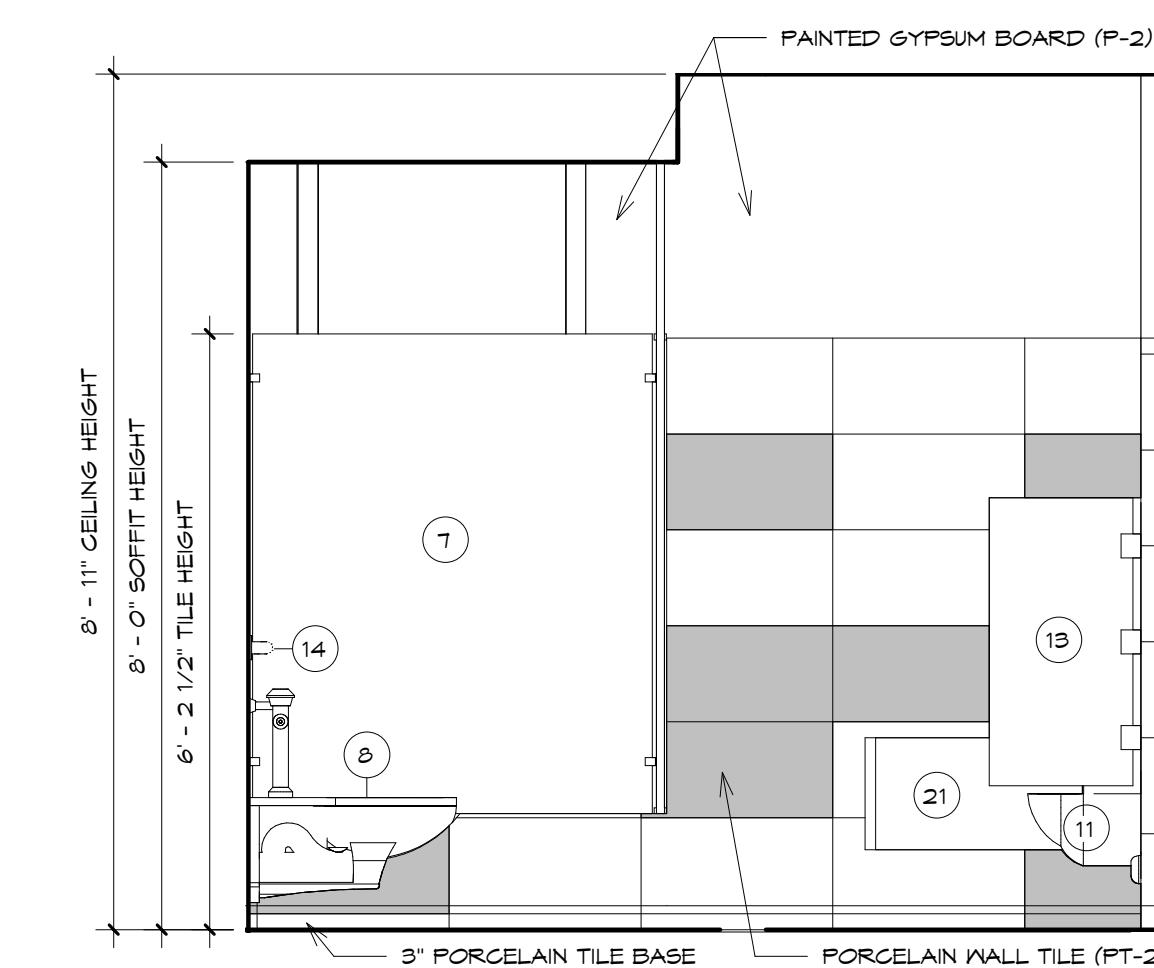 PAINTED GYPSUM BOARD (P-2)
8' - 11" CEILING HEIGHT
8' - 0" SOFFIT HEIGHT
6' - 2 1/2" TILE HEIGHT
7
14
13
8
21
11
3" PORCELAIN TILE BASE
PORCELAIN WALL TILE (PT-2